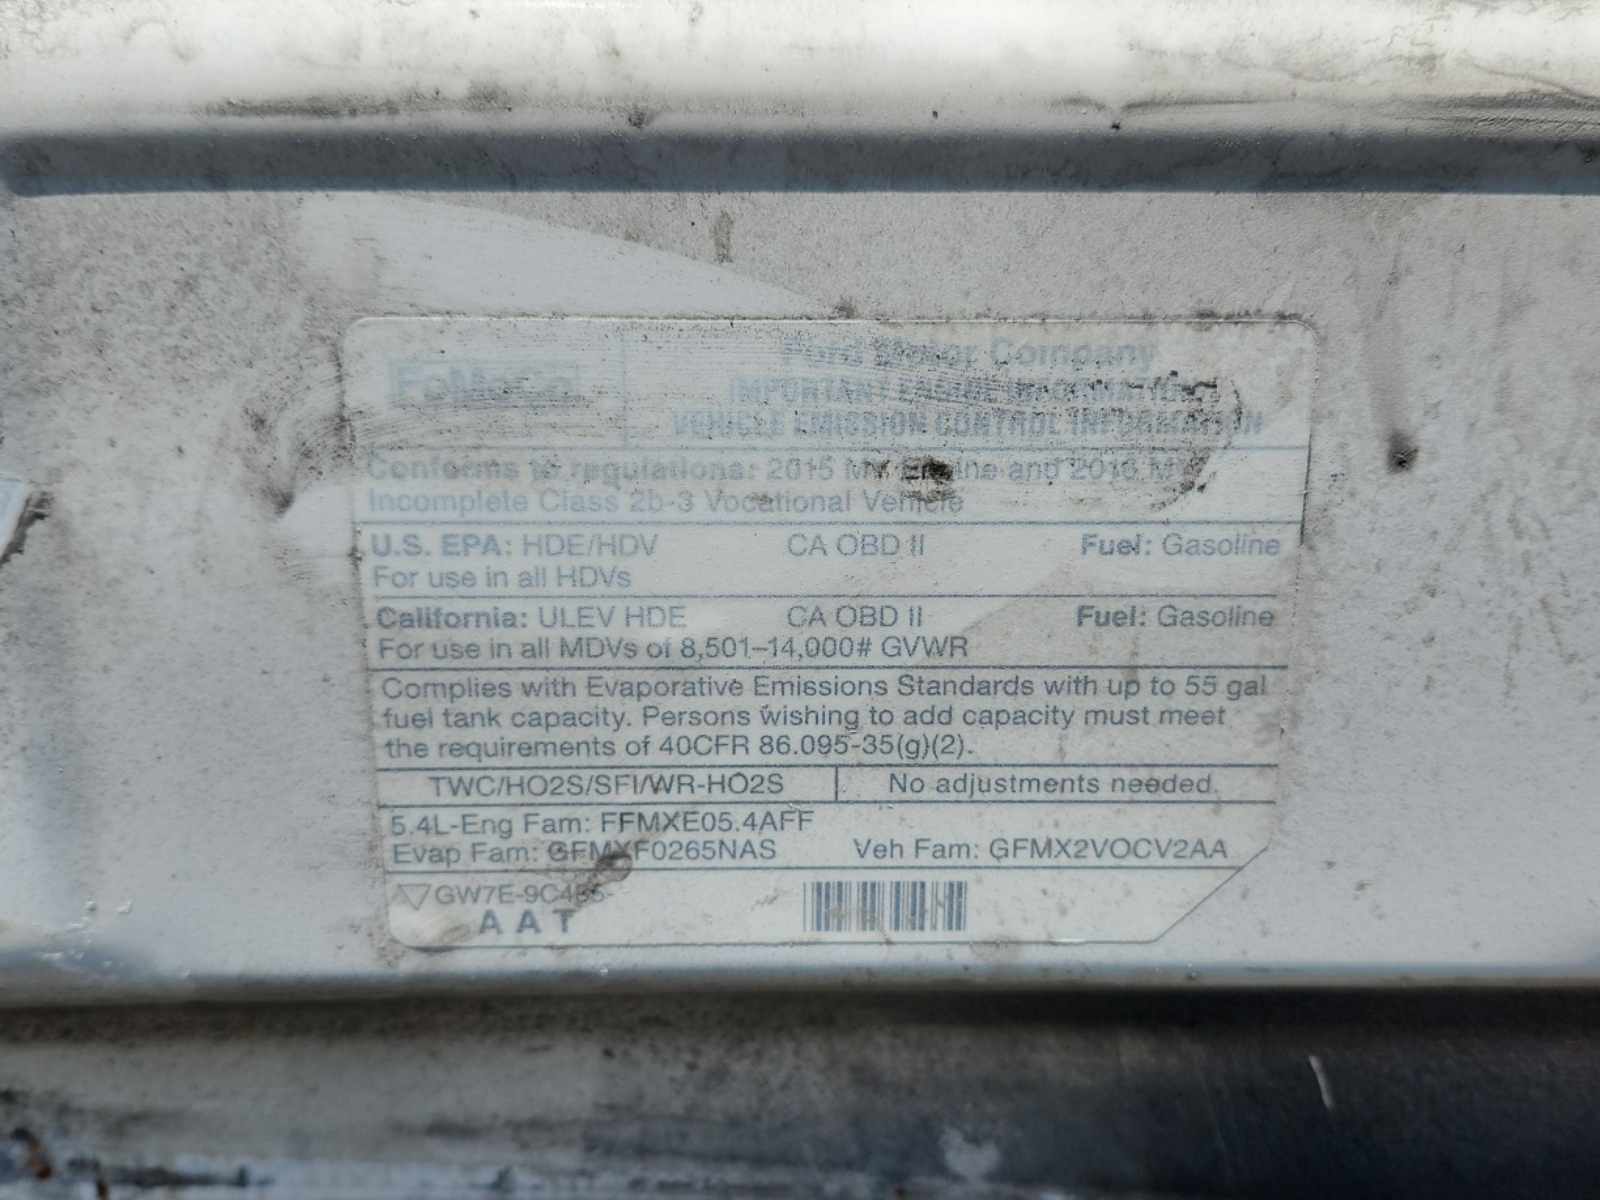 FoMoCo
Ford Motor Company
IMPORTANT ENGINE INFORMATION
VEHICLE EMISSION CONTROL INFORMATION
Conforms to regulations: 2015 MY Engine and 2016 MY
Incomplete Class 2b-3 Vocational Vehicle
U.S. EPA: HDE/HDV CA OBD II Fuel: Gasoline
For use in all HDVs
California: ULEV HDE CA OBD II Fuel: Gasoline
For use in all MDVs of 8,501–14,000# GVWR
Complies with Evaporative Emissions Standards with up to 55 gal
fuel tank capacity. Persons wishing to add capacity must meet
the requirements of 40CFR 86.095-35(g)(2).
TWC/HO2S/SFI/WR-HO2S No adjustments needed.
5.4L-Eng Fam: FFMXE05.4AFF
Evap Fam: GFMXF0265NAS Veh Fam: GFMX2VOCV2AA
AAT